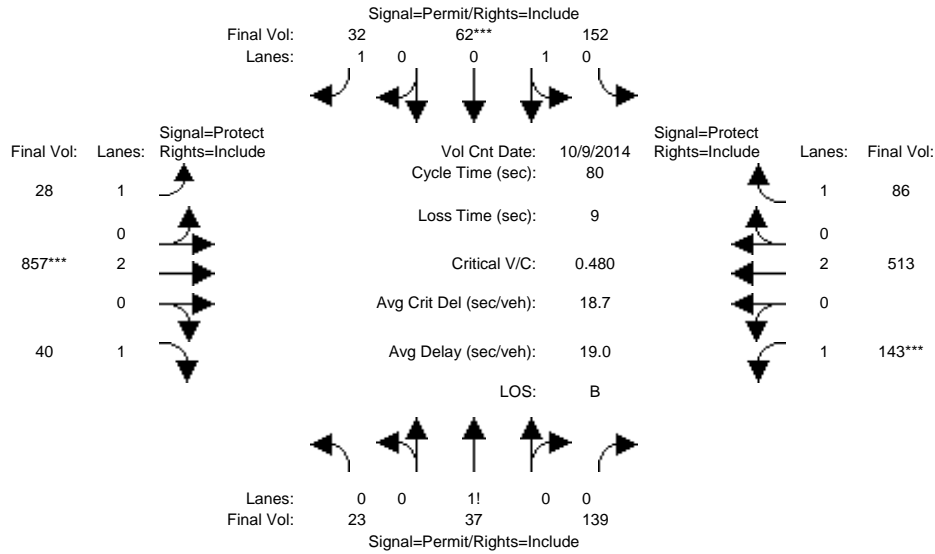 Signal=Permit/Rights=Include
Final Vol: 32 62*** 152
Lanes: 1 0 0 1 0
Signal=Protect Signal=Protect
Final Vol: Lanes: Rights=Include Vol Cnt Date: 10/9/2014 Rights=Include Lanes: Final Vol:
Cycle Time (sec): 80
28 1 1 86
Loss Time (sec): 9
0 0
857*** 2 Critical V/C: 0.480 2 513
0 Avg Crit Del (sec/veh): 18.7 0
40 1 Avg Delay (sec/veh): 19.0 1 143***
LOS: B
Lanes: 0 0 1! 0 0
Final Vol: 23 37 139
Signal=Permit/Rights=Include